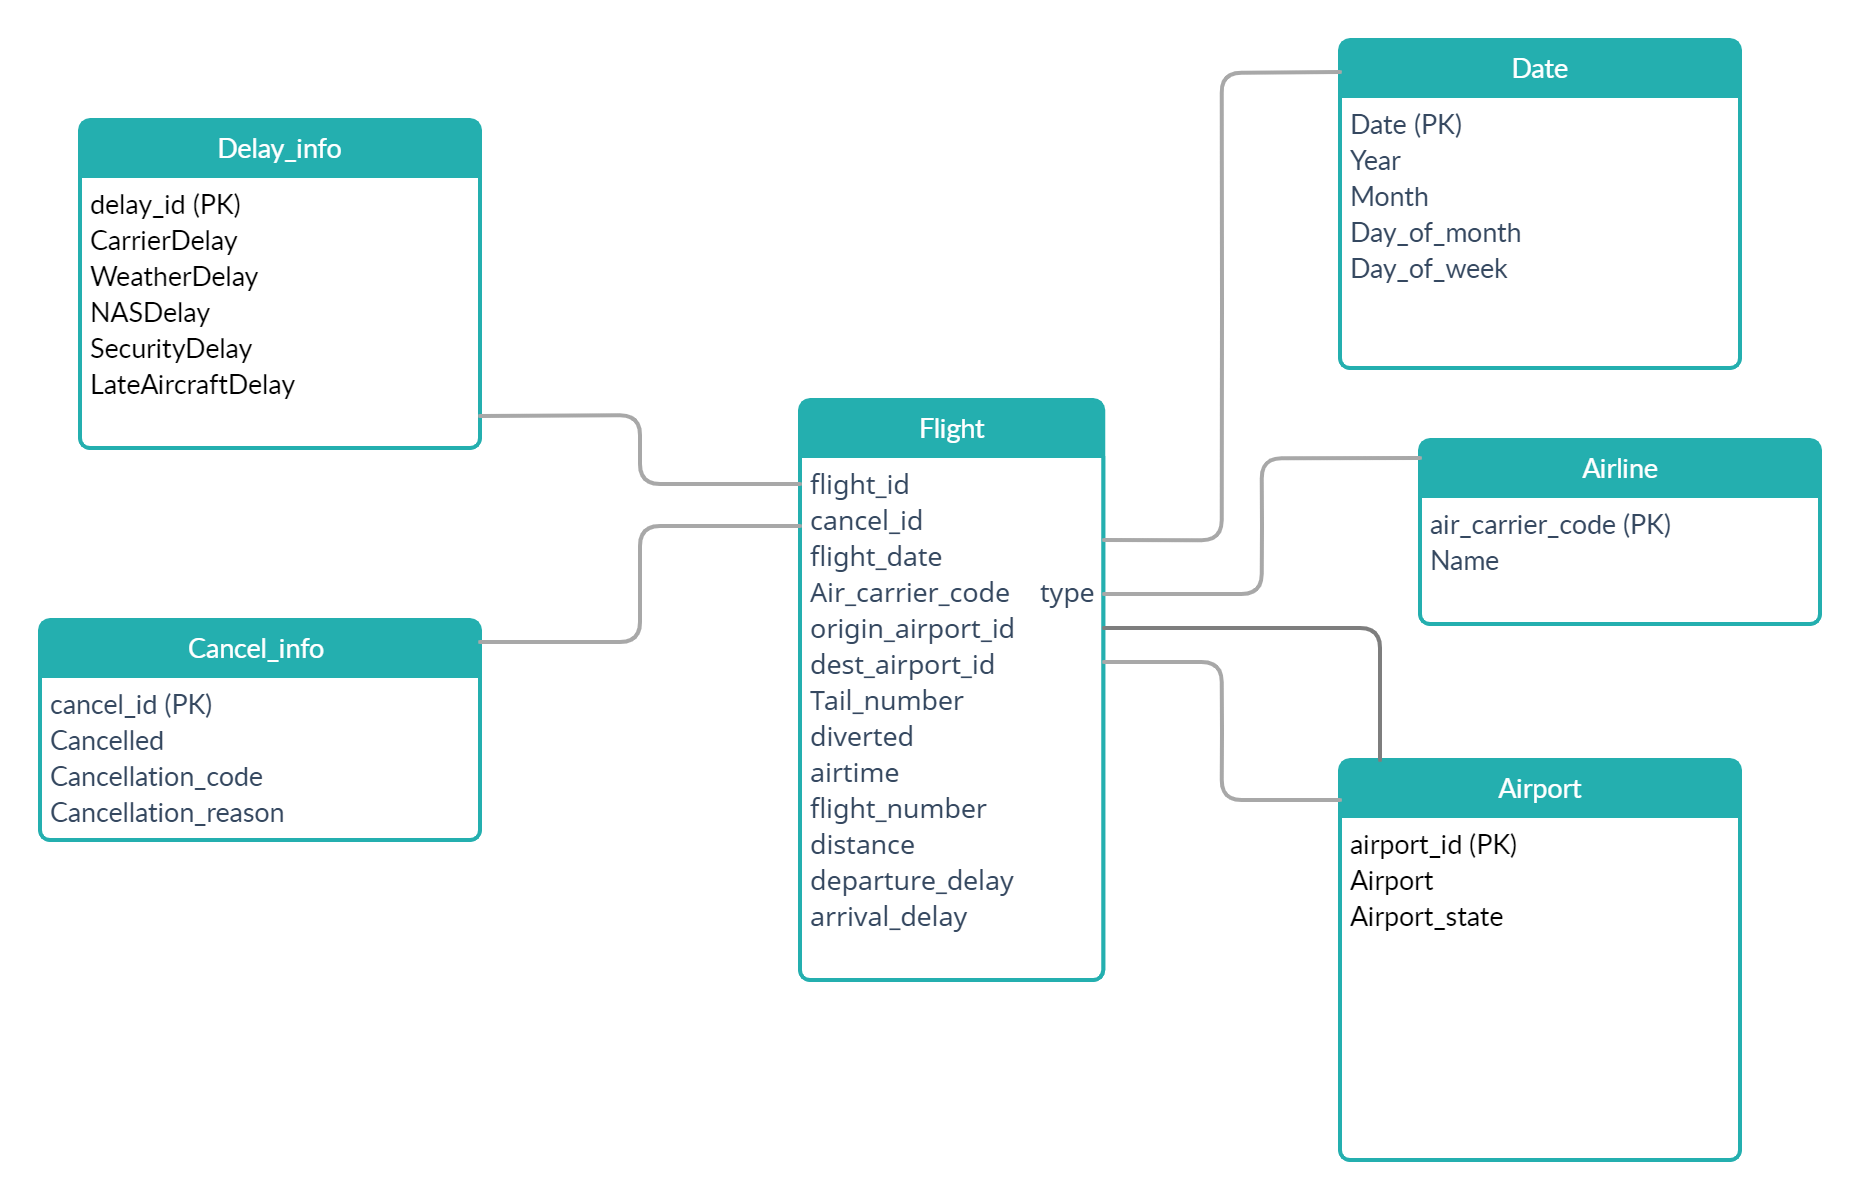 Delay_info
delay_id (PK)
CarrierDelay
WeatherDelay
NASDelay
SecurityDelay
LateAircraftDelay
Cancel_info
cancel_id (PK)
Cancelled
Cancellation_code
Cancellation_reason
Flight
flight_id
cancel_id
flight_date
Air_carrier_code type
origin_airport_id
dest_airport_id
Tail_number
diverted
airtime
flight_number
distance
departure_delay
arrival_delay
Date
Date (PK)
Year
Month
Day_of_month
Day_of_week
Airline
air_carrier_code (PK)
Name
Airport
airport_id (PK)
Airport
Airport_state